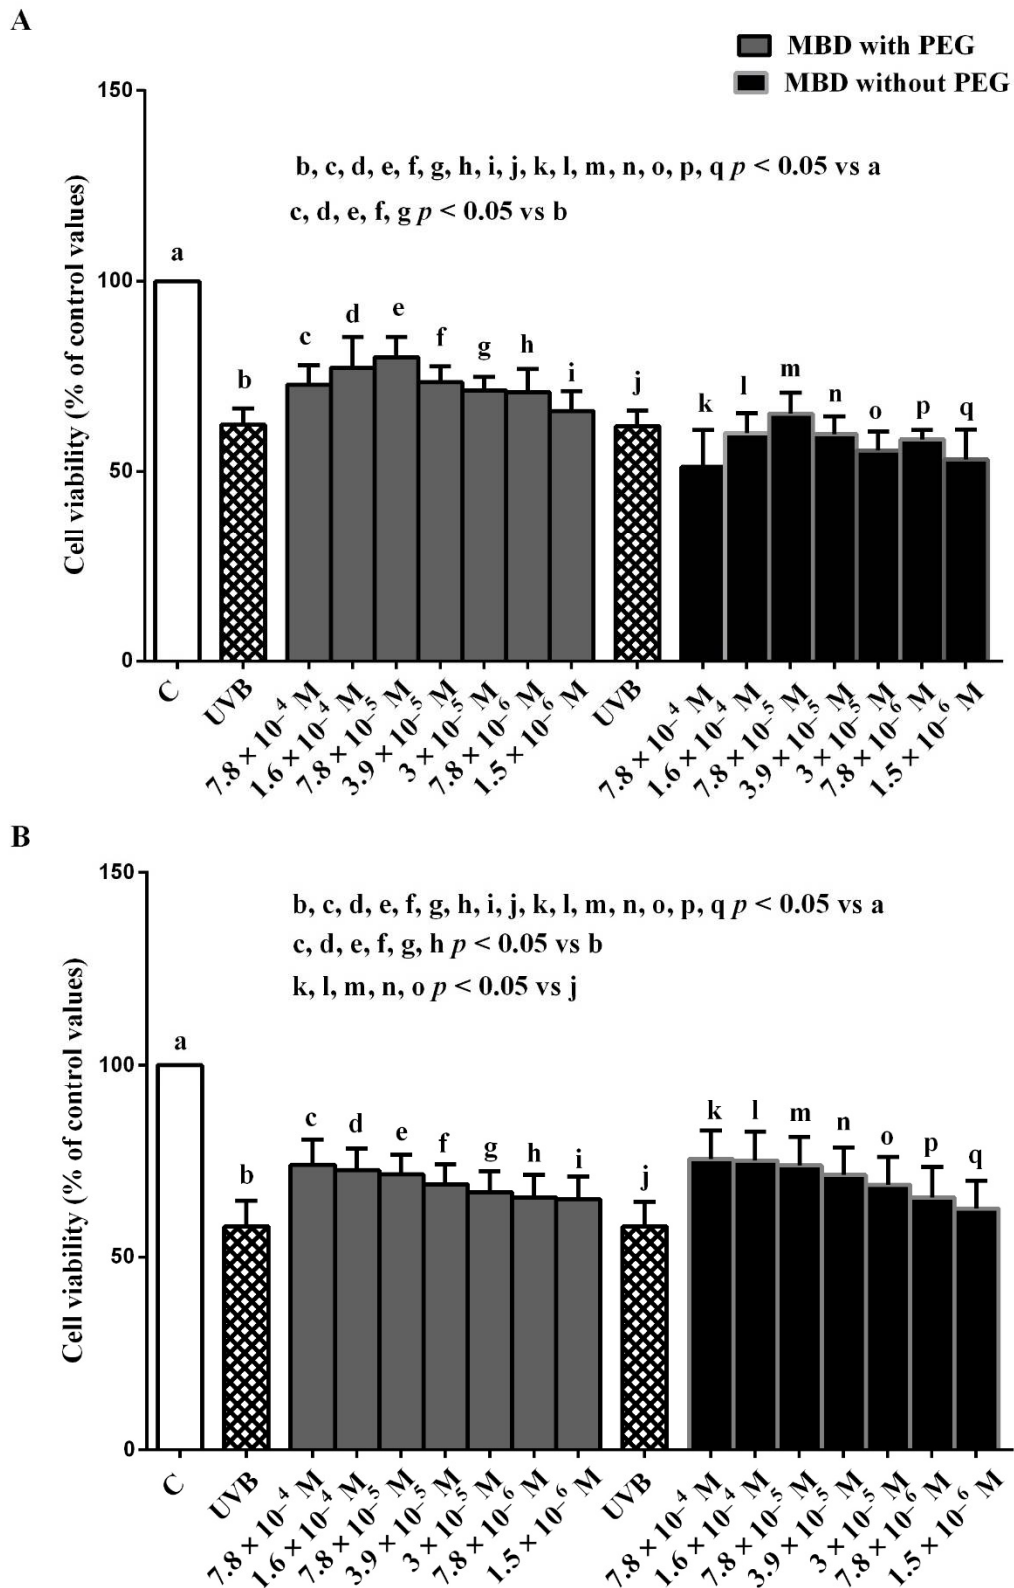 A
MBD with PEG
MBD without PEG
150
100
50
0
Cell viability (% of control values)
b, c, d, e, f, g, h, i, j, k, l, m, n, o, p, q p < 0.05 vs a
c, d, e, f, g p < 0.05 vs b
a
b
c
d
e
f
g
h
i
j
k
l
m
n
o
p
q
C
UVB
7.8 × 10⁻⁴ M
1.6 × 10⁻⁴ M
7.8 × 10⁻⁵ M
3.9 × 10⁻⁵ M
3 × 10⁻⁵ M
7.8 × 10⁻⁶ M
1.5 × 10⁻⁶ M
UVB
7.8 × 10⁻⁴ M
1.6 × 10⁻⁴ M
7.8 × 10⁻⁵ M
3.9 × 10⁻⁵ M
3 × 10⁻⁵ M
7.8 × 10⁻⁶ M
1.5 × 10⁻⁶ M
B
150
100
50
0
Cell viability (% of control values)
b, c, d, e, f, g, h, i, j, k, l, m, n, o, p, q p < 0.05 vs a
c, d, e, f, g, h p < 0.05 vs b
k, l, m, n, o p < 0.05 vs j
a
b
c
d
e
f
g
h
i
j
k
l
m
n
o
p
q
C
UVB
7.8 × 10⁻⁴ M
1.6 × 10⁻⁴ M
7.8 × 10⁻⁵ M
3.9 × 10⁻⁵ M
3 × 10⁻⁵ M
7.8 × 10⁻⁶ M
1.5 × 10⁻⁶ M
UVB
7.8 × 10⁻⁴ M
1.6 × 10⁻⁴ M
7.8 × 10⁻⁵ M
3.9 × 10⁻⁵ M
3 × 10⁻⁵ M
7.8 × 10⁻⁶ M
1.5 × 10⁻⁶ M